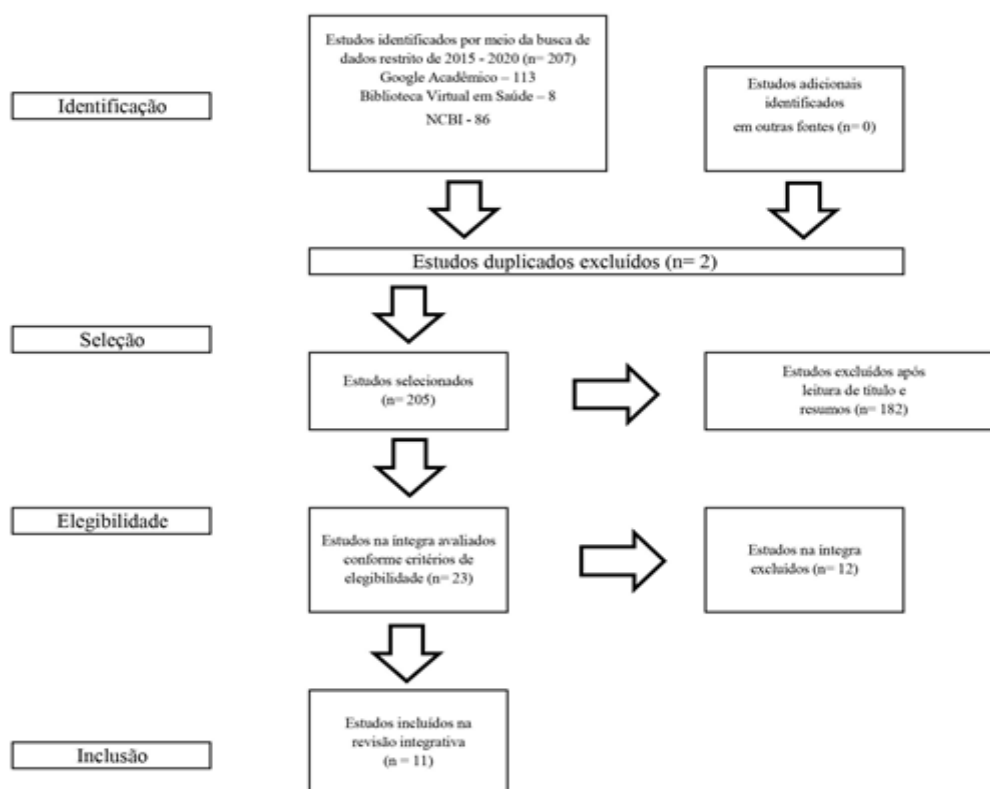 Estudos identificados por meio da busca de
dados restrito de 2015 - 2020 (n= 207)
Google Acadêmico – 113
Biblioteca Virtual em Saúde – 8
NCBI - 86
Identificação
Estudos adicionais
identificados
em outras fontes (n= 0)
Estudos duplicados excluídos (n= 2)
Seleção
Estudos selecionados
(n= 205)
Estudos excluídos após
leitura de título e
resumos (n= 182)
Elegibilidade
Estudos na íntegra avaliados
conforme critérios de
elegibilidade (n= 23)
Estudos na íntegra
excluídos (n= 12)
Inclusão
Estudos incluídos na
revisão integrativa
(n = 11)